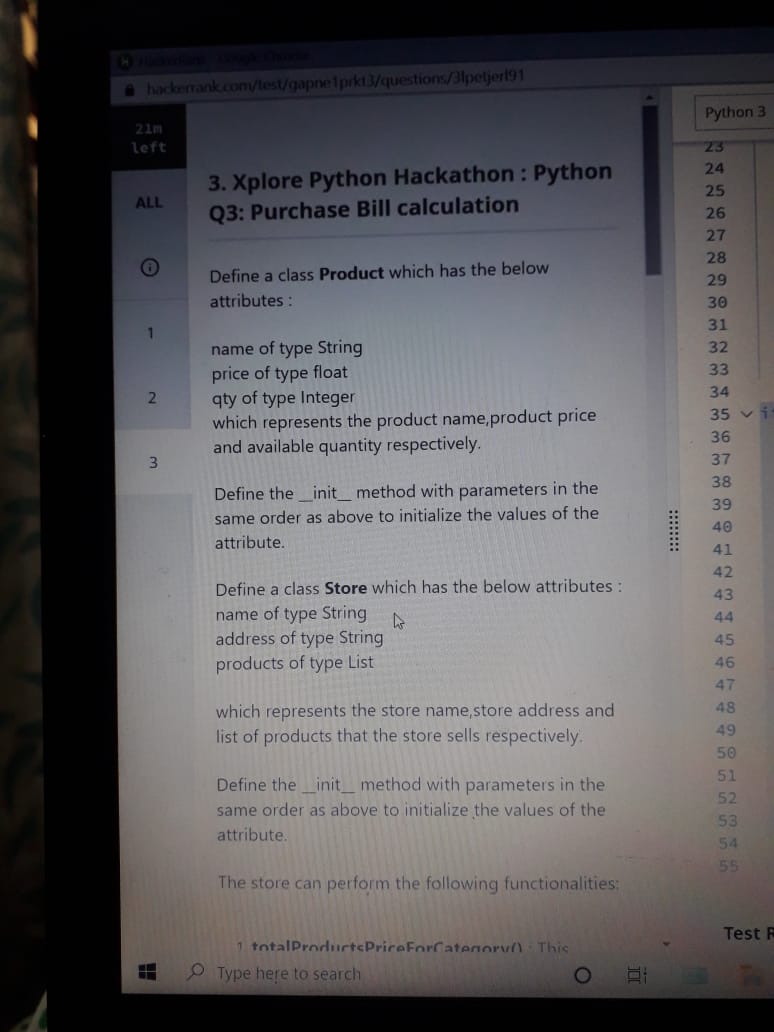 hackerrank.com/test/gapne1prkt3/questions/3lpetjerl91
21m
left
ALL
1
2
3
3. Xplore Python Hackathon : Python
Q3: Purchase Bill calculation
Define a class Product which has the below
attributes :
name of type String
price of type float
qty of type Integer
which represents the product name,product price
and available quantity respectively.
Define the __init__ method with parameters in the
same order as above to initialize the values of the
attribute.
Define a class Store which has the below attributes :
name of type String
address of type String
products of type List
which represents the store name,store address and
list of products that the store sells respectively.
Define the __init__ method with parameters in the
same order as above to initialize the values of the
attribute.
The store can perform the following functionalities:
1. totalProductsPriceForCategory() : This
Python 3
23
24
25
26
27
28
29
30
31
32
33
34
35
36
37
38
39
40
41
42
43
44
45
46
47
48
49
50
51
52
53
54
55
Test R
Type here to search